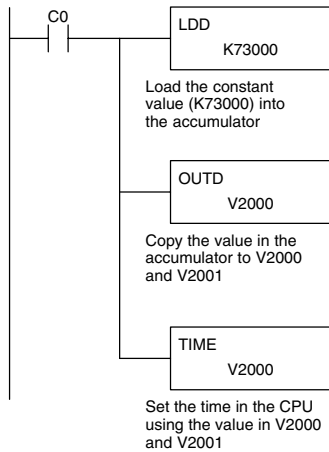 C0
LDD
K73000
Load the constant
value (K73000) into
the accumulator
OUTD
V2000
Copy the value in the
accumulator to V2000
and V2001
TIME
V2000
Set the time in the CPU
using the value in V2000
and V2001